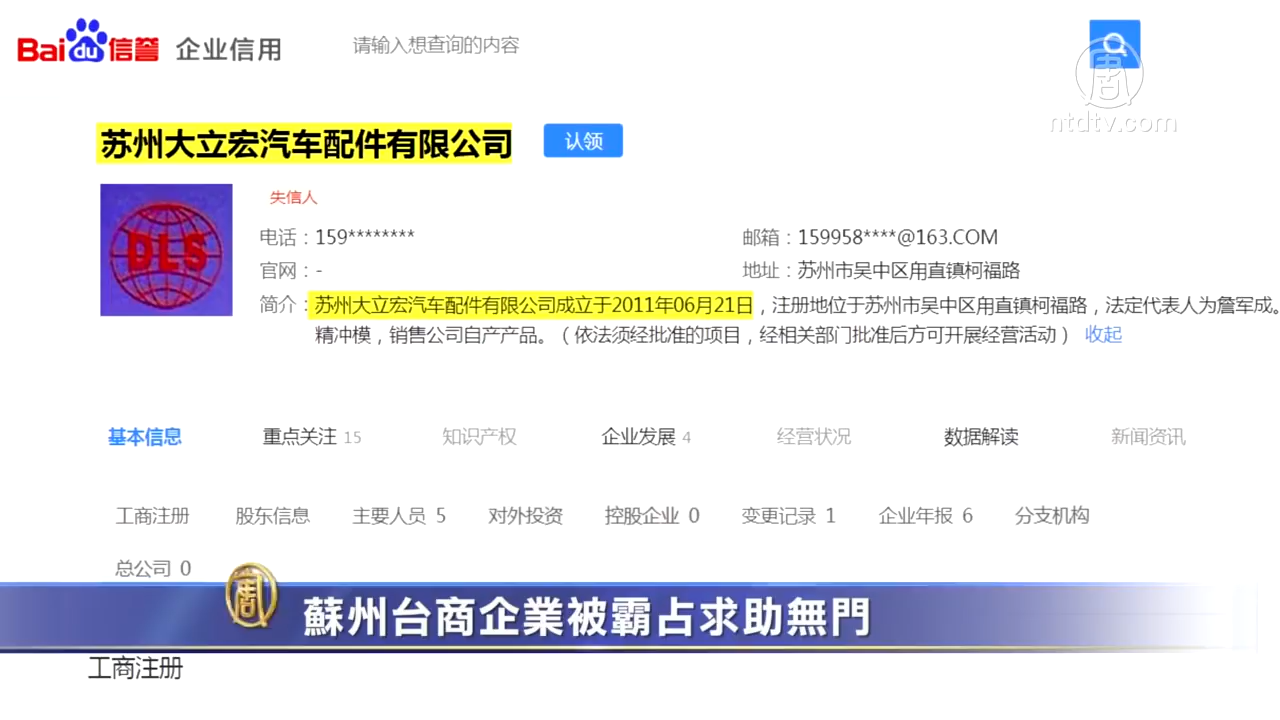 Baidu信誉 企业信用 请输入想查询的内容
ntdtv.com
苏州大立宏汽车配件有限公司 认领
DLS
失信人
电话：159******** 邮箱：159958****@163.COM
官网：- 地址：苏州市吴中区甪直镇柯福路
简介：苏州大立宏汽车配件有限公司成立于2011年06月21日，注册地位于苏州市吴中区甪直镇柯福路，法定代表人为詹军成。
精冲模，销售公司自产产品。（依法须经批准的项目，经相关部门批准后方可开展经营活动） 收起
基本信息 重点关注 15 知识产权 企业发展 4 经营状况 数据解读 新闻资讯
工商注册 股东信息 主要人员 5 对外投资 控股企业 0 变更记录 1 企业年报 6 分支机构
总公司 0
蘇州台商企業被霸占求助無門
工商注册